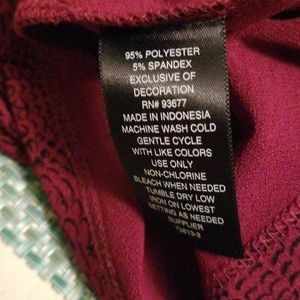 95% POLYESTER
5% SPANDEX
EXCLUSIVE OF
DECORATION
RN# 93677
MADE IN INDONESIA
MACHINE WASH COLD
GENTLE CYCLE
WITH LIKE COLORS
USE ONLY
NON-CHLORINE
BLEACH WHEN NEEDED
TUMBLE DRY LOW
IRON ON LOWEST
SETTING AS NEEDED
SUPPLIER